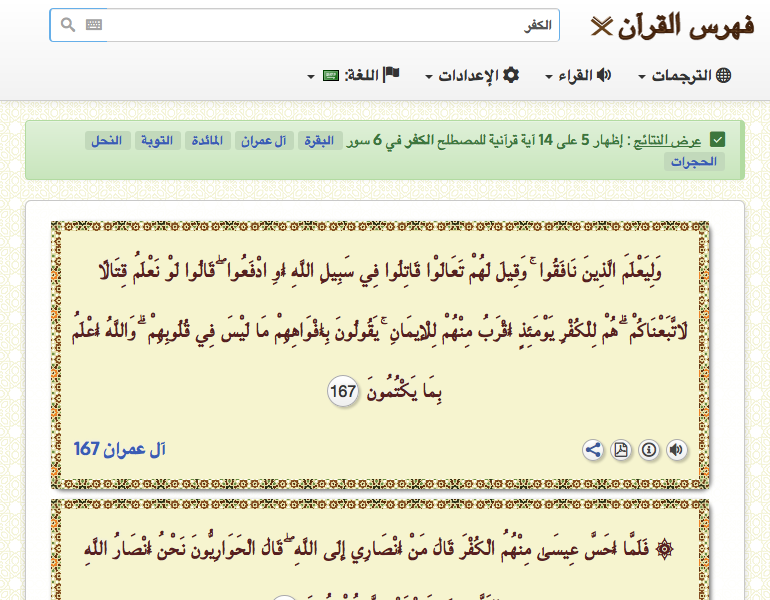 فهرس القرآن
الكفر
الترجمات القراء الإعدادات اللغة:
عرض النتائج : إظهار 5 على 14 آية قرآنية للمصطلح الكفر في 6 سور البقرة آل عمران المائدة التوبة النحل
الحجرات
وَلِيَعْلَمَ الَّذِينَ نَافَقُوا ۚ وَقِيلَ لَهُمْ تَعَالَوْا قَاتِلُوا فِي سَبِيلِ اللَّهِ أَوِ ادْفَعُوا ۖ قَالُوا لَوْ نَعْلَمُ قِتَالًا
لَاتَّبَعْنَاكُمْ ۗ هُمْ لِلْكُفْرِ يَوْمَئِذٍ أَقْرَبُ مِنْهُمْ لِلْإِيمَانِ ۚ يَقُولُونَ بِأَفْوَاهِهِمْ مَا لَيْسَ فِي قُلُوبِهِمْ ۗ وَاللَّهُ أَعْلَمُ
بِمَا يَكْتُمُونَ 167
آل عمران 167
۞ فَلَمَّا أَحَسَّ عِيسَىٰ مِنْهُمُ الْكُفْرَ قَالَ مَنْ أَنْصَارِي إِلَى اللَّهِ ۖ قَالَ الْحَوَارِيُّونَ نَحْنُ أَنْصَارُ اللَّهِ